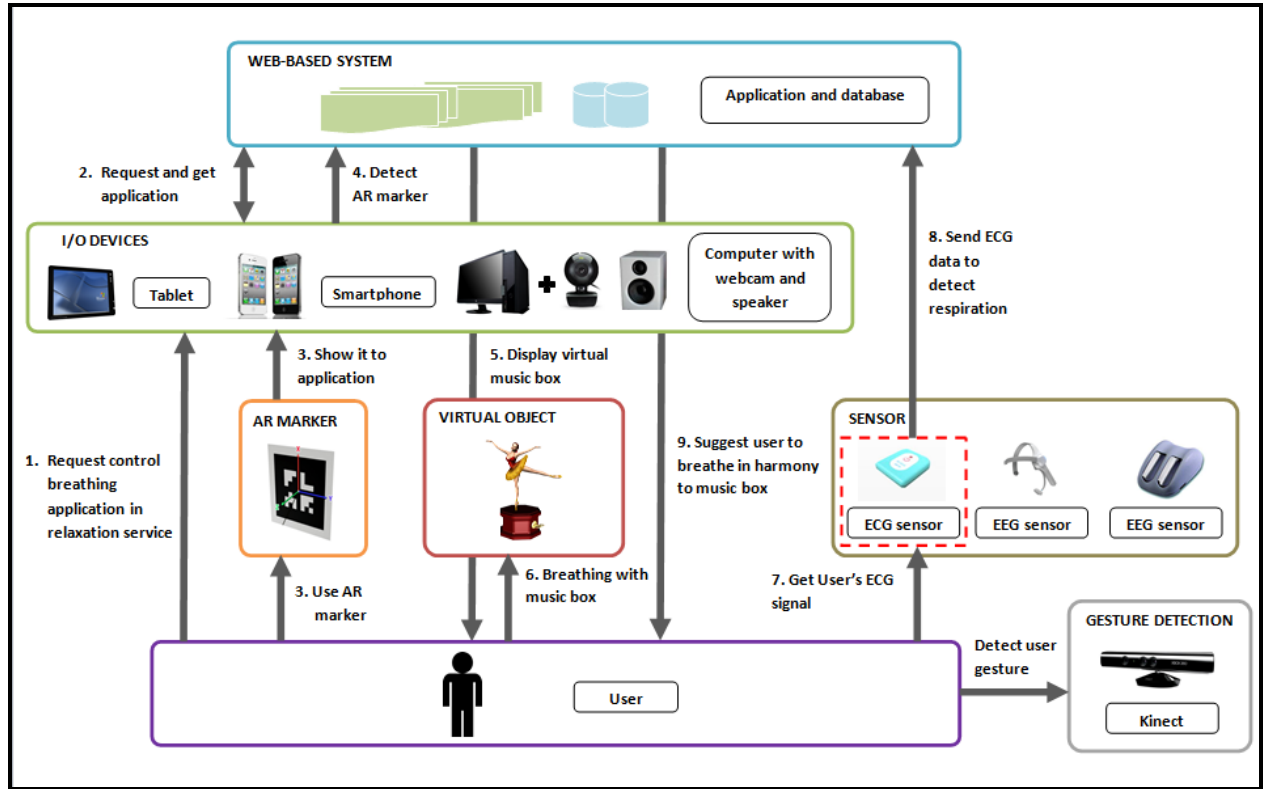 WEB-BASED SYSTEM
Application and database
2. Request and get
application
4. Detect
AR marker
I/O DEVICES
Tablet
Smartphone
Computer with
webcam and
speaker
8. Send ECG
data to
detect
respiration
3. Show it to
application
5. Display virtual
music box
AR MARKER
FL
AR
VIRTUAL OBJECT
SENSOR
1. Request control
breathing
application in
relaxation service
9. Suggest user to
breathe in harmony
to music box
ECG sensor
EEG sensor
EEG sensor
3. Use AR
marker
6. Breathing with
music box
7. Get User's ECG
signal
GESTURE DETECTION
Detect user
gesture
Kinect
User